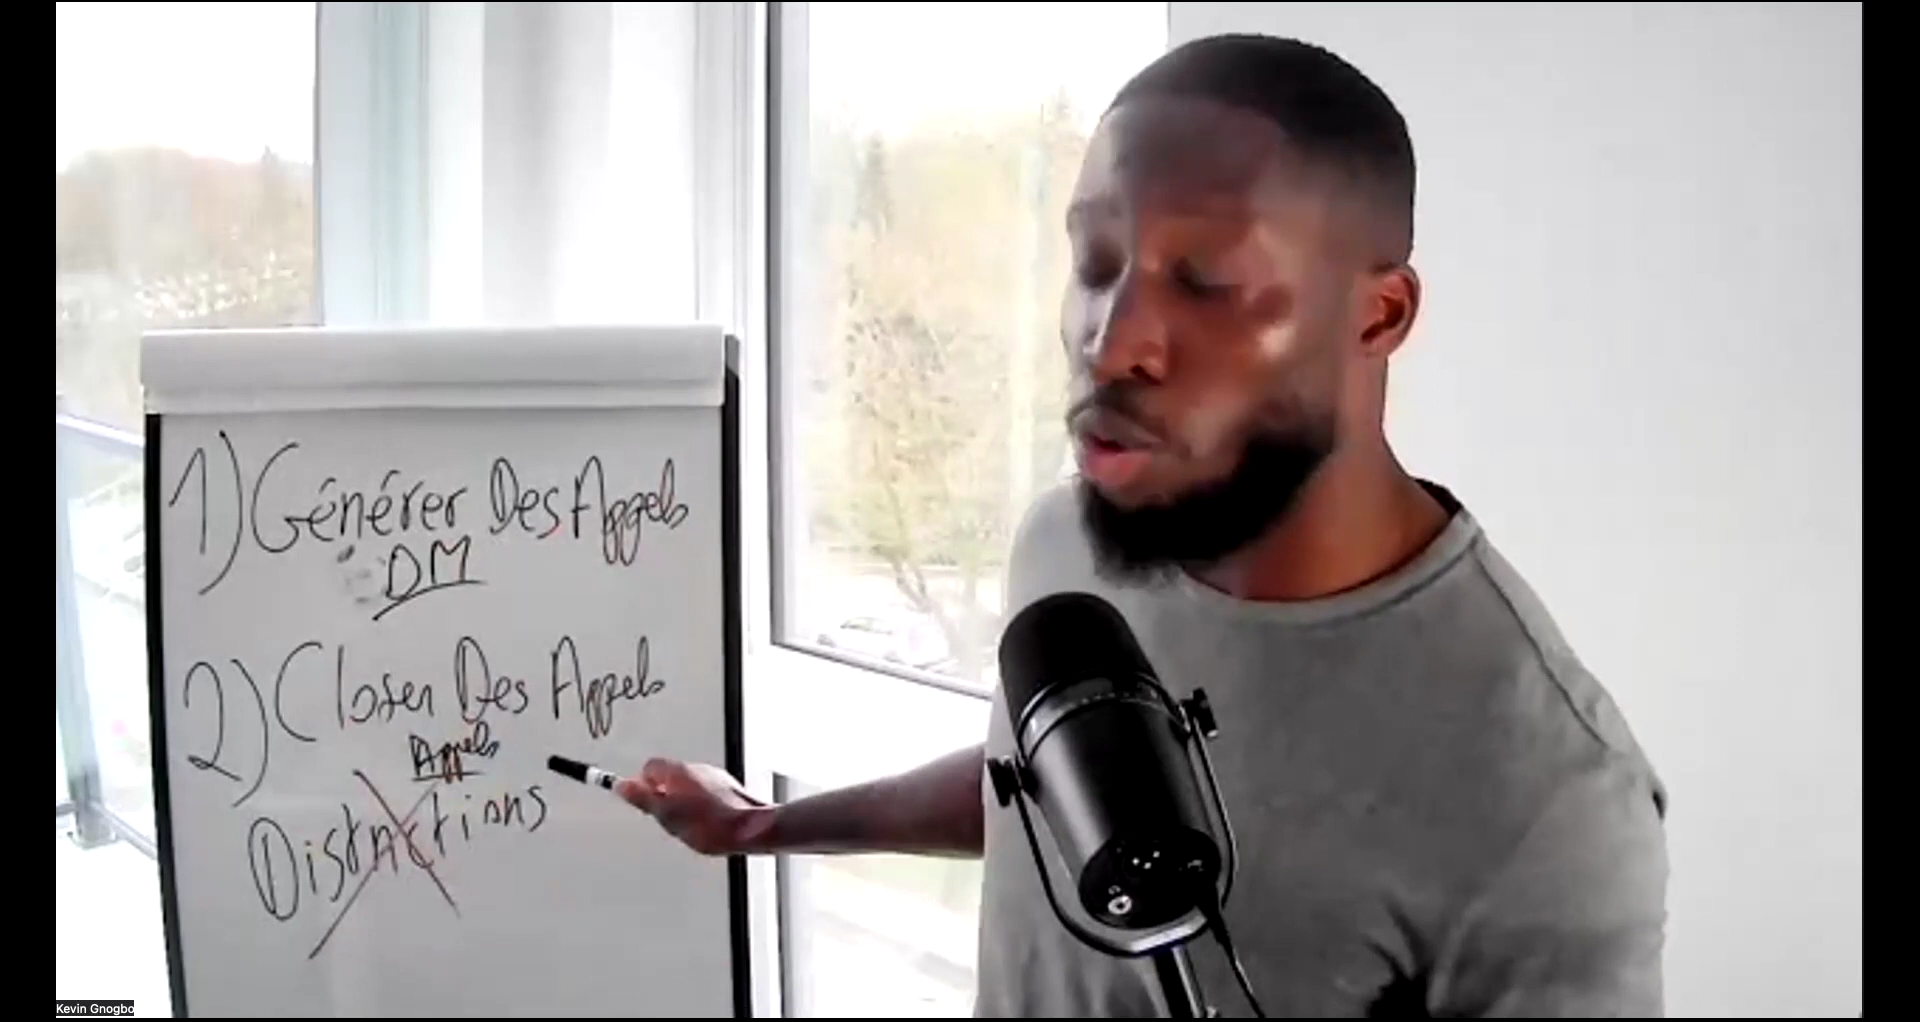 1) Générer Des Appels
DM
2) Closer Des Appels
Appels
Distractions
Kevin Gnogbo